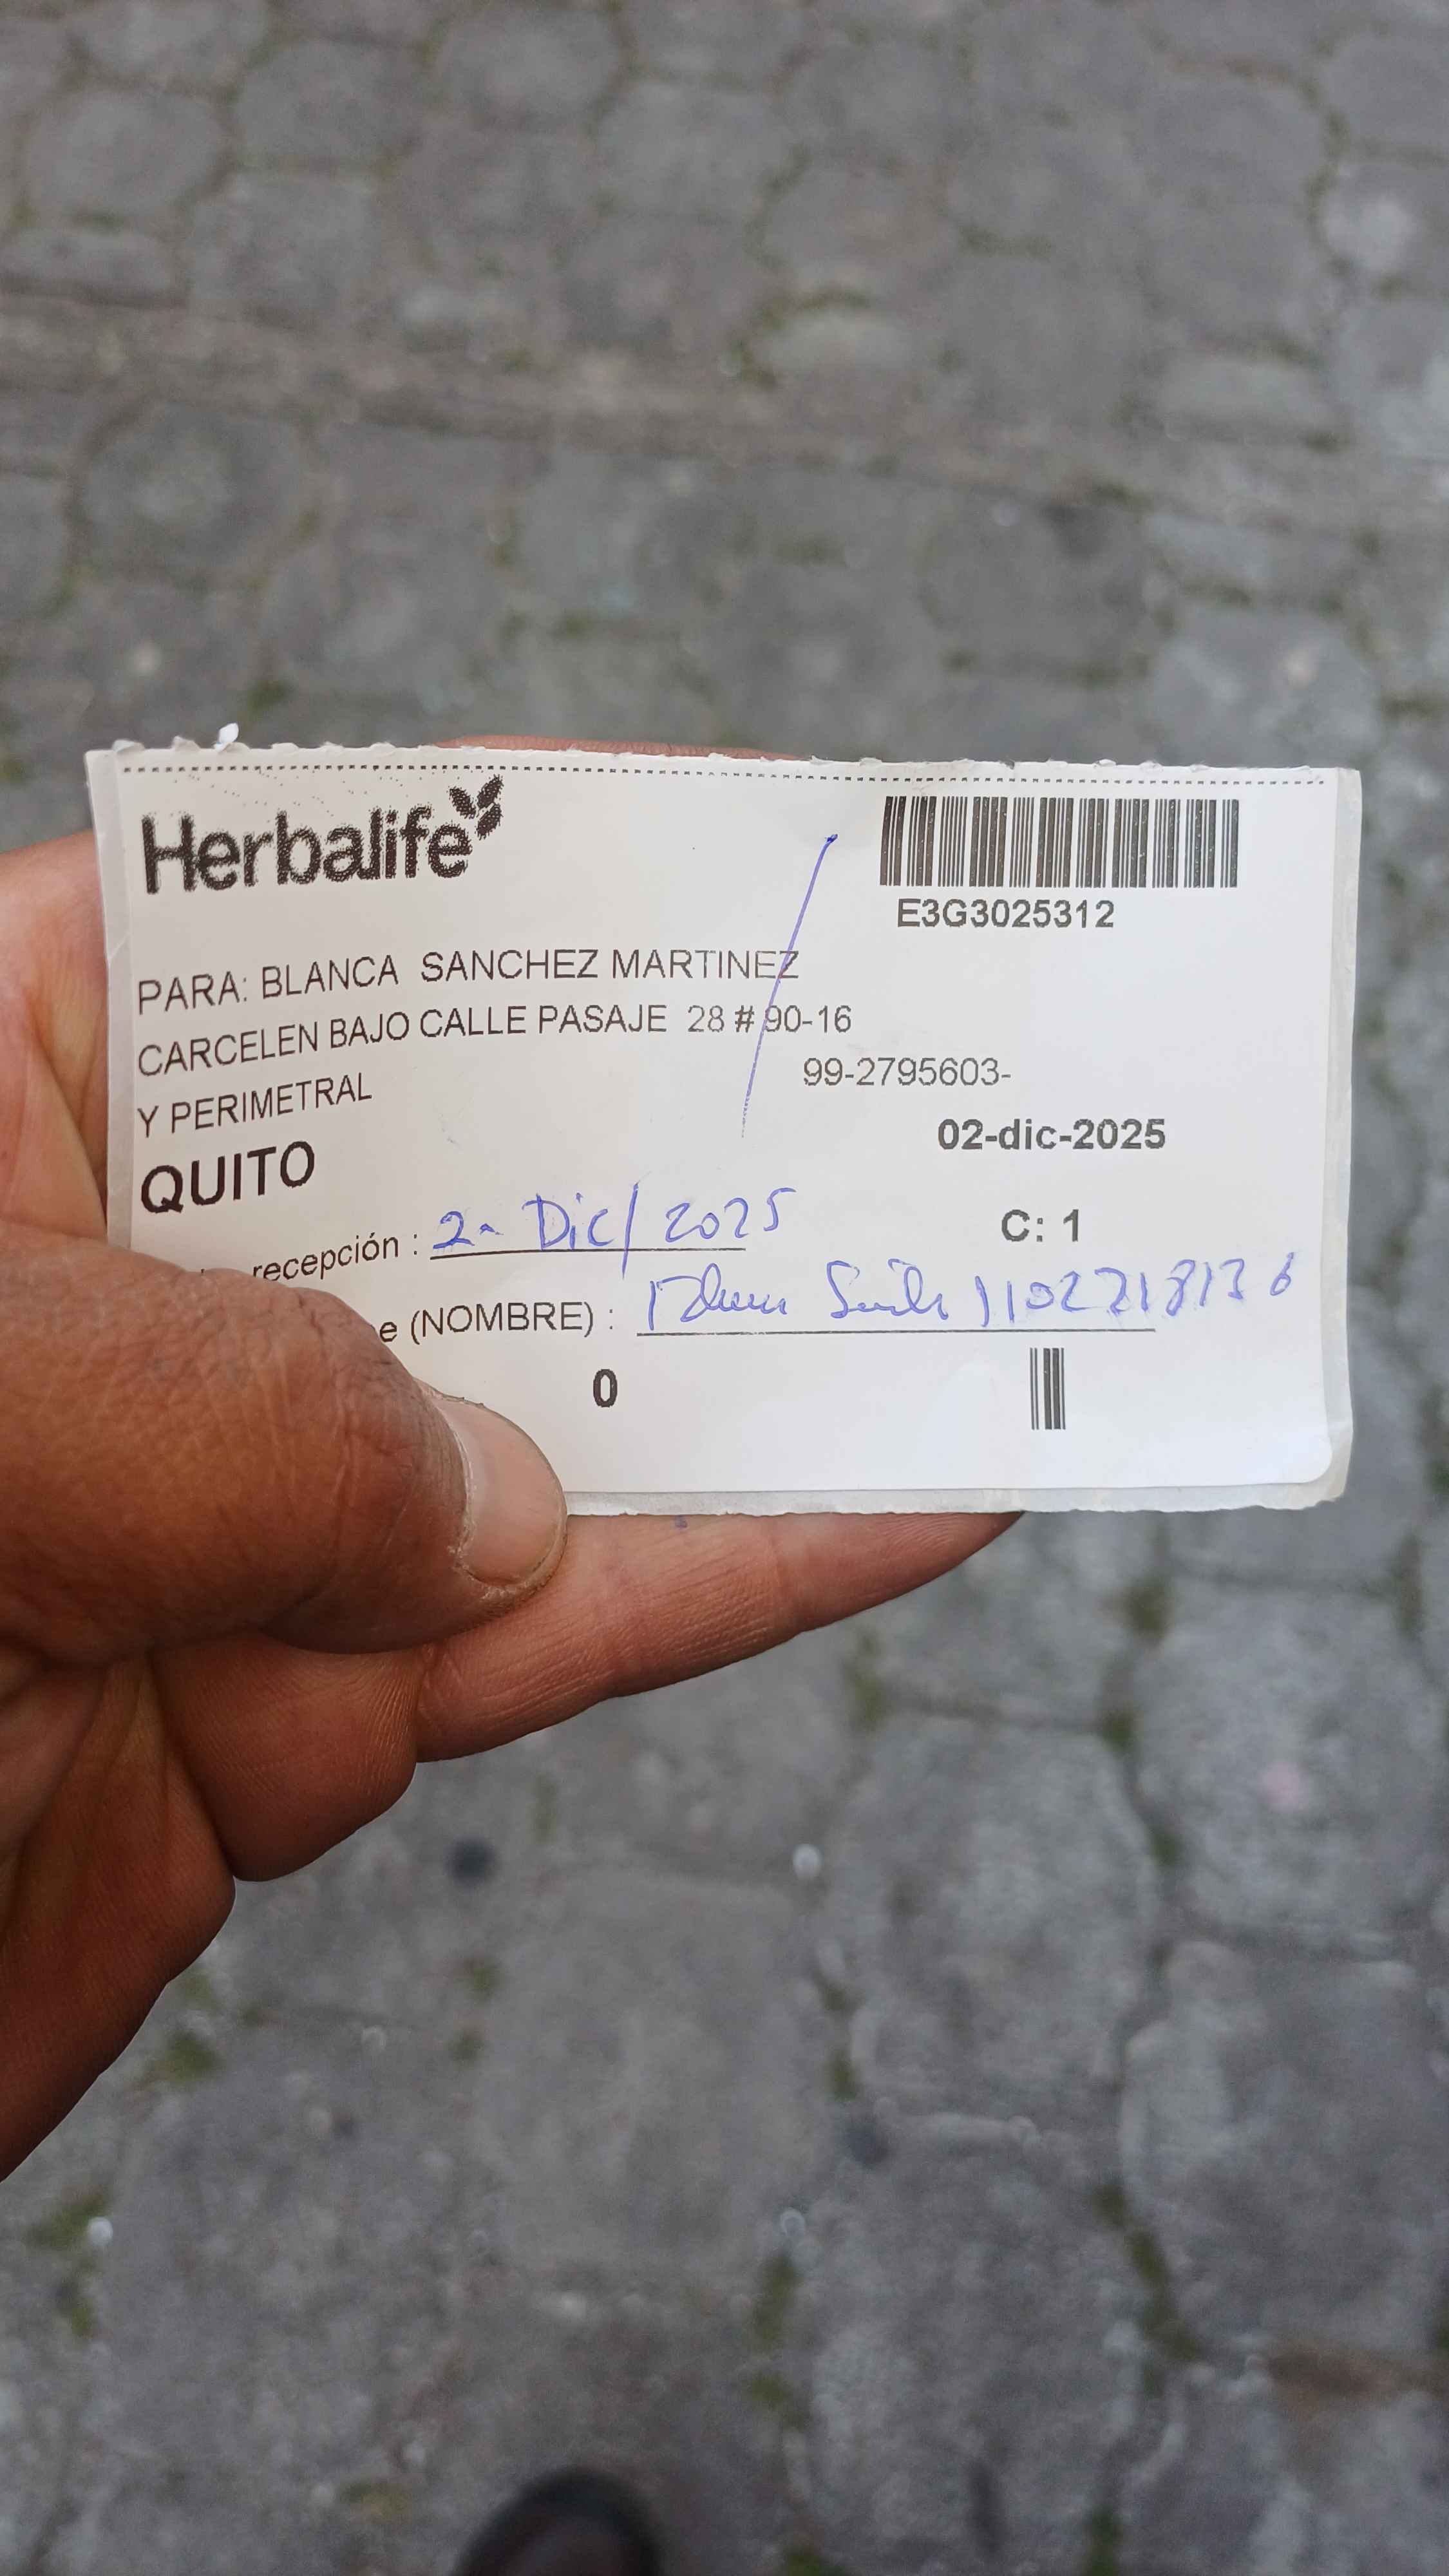 Herbalife
E3G3025312
PARA: BLANCA SANCHEZ MARTINEZ
CARCELEN BAJO CALLE PASAJE 28 # 90-16
99-2795603-
Y PERIMETRAL
02-dic-2025
QUITO
recepción : 2- Dic/ 2025
C: 1
e (NOMBRE) :
0